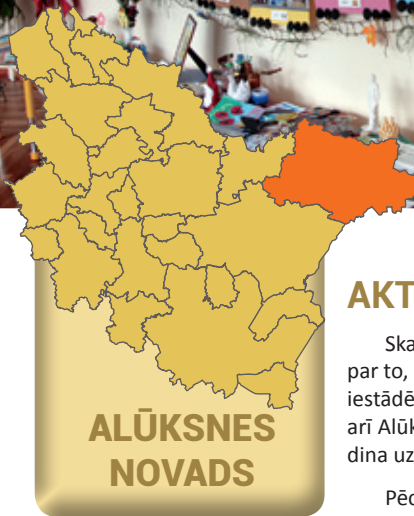 ALŪKSNES
NOVADS
AKT
Ska
par to,
iestādē
arī Alūk
dina uz
Pēc